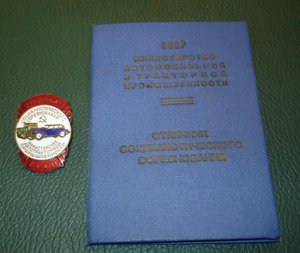 СССР
МИНИСТЕРСТВО
АВТОМОБИЛЬНОЙ
И ТРАКТОРНОЙ
ПРОМЫШЛЕННОСТИ
ОТЛИЧНИК
СОЦИАЛИСТИЧЕСКОГО
СОРЕВНОВАНИЯ